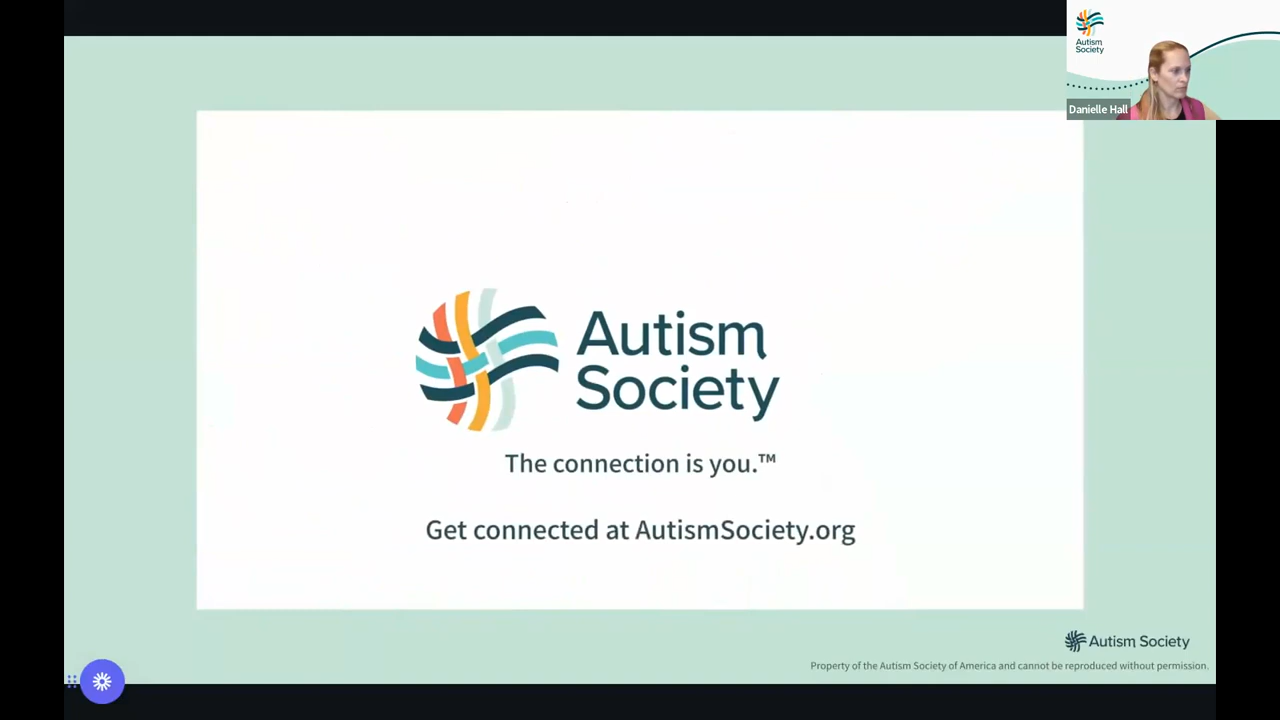 Autism
Society
Danielle Hall
Autism
Society
The connection is you.™
Get connected at AutismSociety.org
Autism Society
Property of the Autism Society of America and cannot be reproduced without permission.